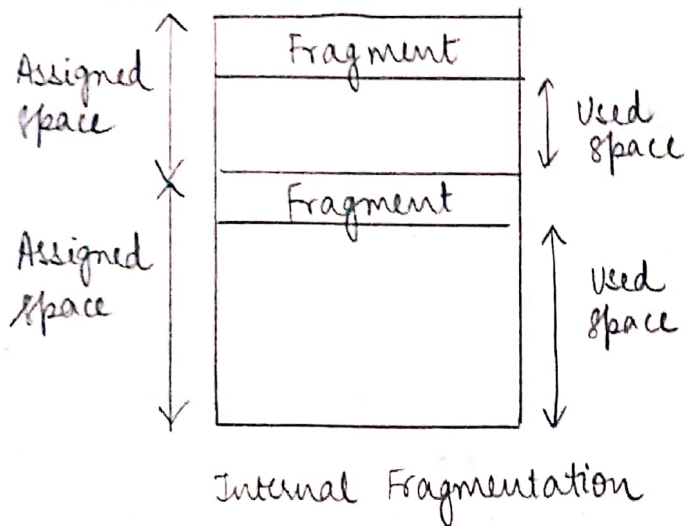 Fragment
Assigned
space
Used
space
Fragment
Assigned
space
Used
space
Internal Fragmentation